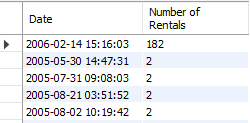 Date Number of
Rentals
2006-02-14 15:16:03 182
2005-05-30 14:47:31 2
2005-07-31 09:08:03 2
2005-08-21 03:51:52 2
2005-08-02 10:19:42 2